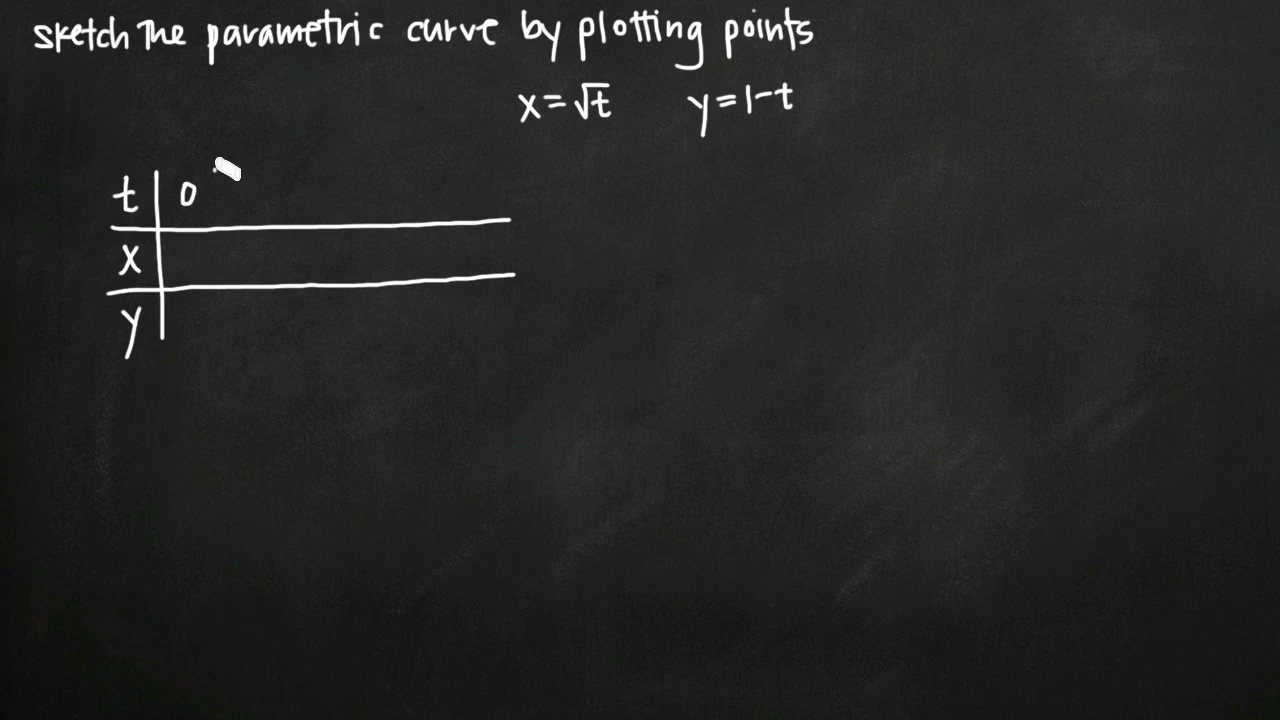 sketch the parametric curve by plotting points
x=√t y=1-t
t 0
x
y